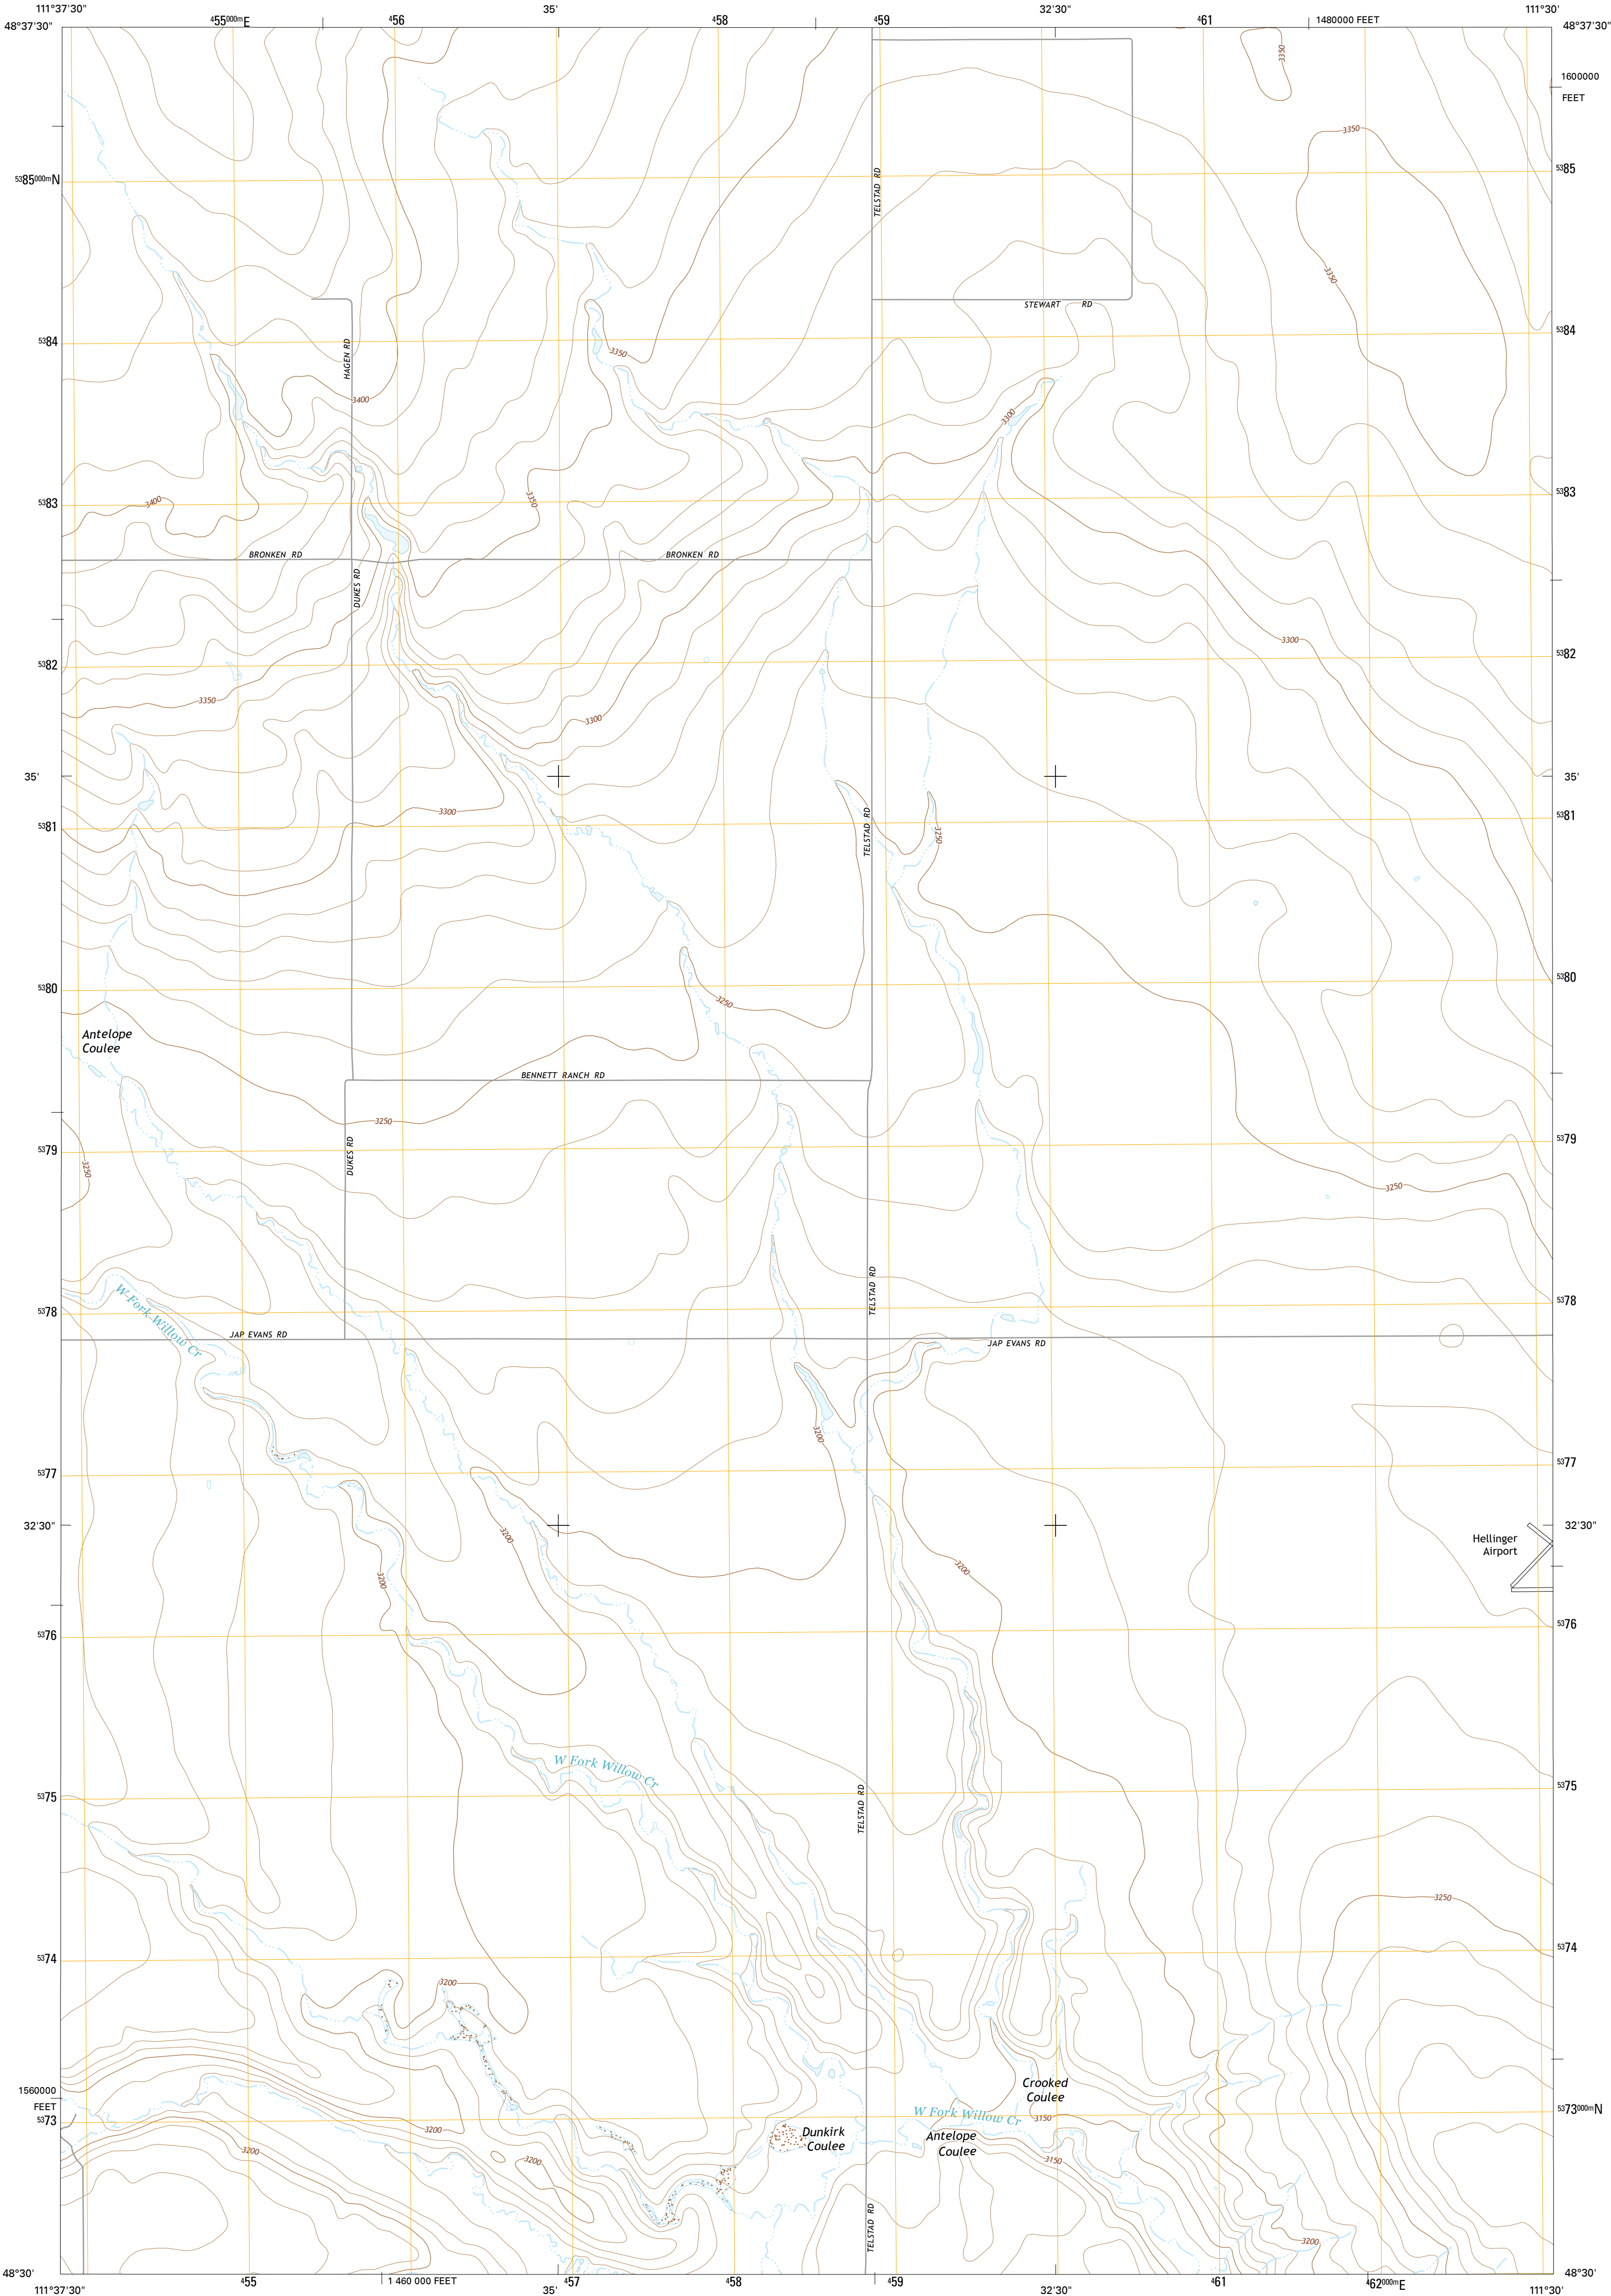 111°37'30"
455000mE
456
35'
458
459
32'30"
461
1480000 FEET
111°30'
48°37'30"
48°37'30"
3350
1600000
FEET
3350
5385000mN
5385
TELSTAD RD
3350
STEWART RD
5384
5384
HAGEN RD
3350
3400
3300
3400
3350
5383
5383
BRONKEN RD
BRONKEN RD
DUKES RD
3300
5382
5382
3350
3300
35'
35'
3300
5381
TELSTAD RD
3250
5381
5380
5380
3250
Antelope
Coulee
BENNETT RANCH RD
3250
5379
DUKES RD
5379
3250
3250
W Fork Willow Cr
TELSTAD RD
5378
5378
JAP EVANS RD
JAP EVANS RD
3200
5377
5377
32'30"
32'30"
3200
Hellinger
Airport
3200
3200
5376
5376
W Fork Willow Cr
5375
5375
TELSTAD RD
3250
5374
5374
3200
Crooked
Coulee
1560000
FEET
5373
W Fork Willow Cr
3150
5373000mN
3200
Dunkirk
Coulee
Antelope
Coulee
3200
3200
3150
TELSTAD RD
3200
48°30'
48°30'
111°37'30"
455
1 460 000 FEET
35'
457
458
459
32'30"
461
462000mE
111°30'